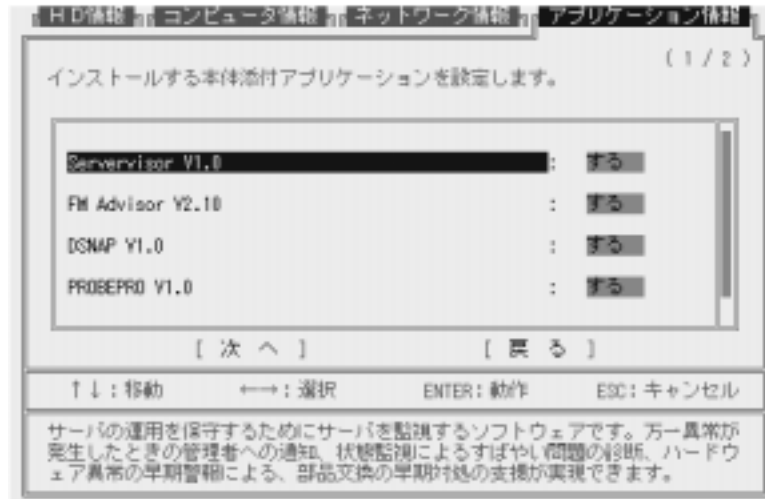 HD情報 コンピュータ情報 ネットワーク情報 アプリケーション情報
(1/2)
インストールする本体添付アプリケーションを設定します。
Servervisor V1.0 : する
FM Advisor V2.10 : する
DSNAP V1.0 : する
PROBEPRO V1.0 : する
[ 次 へ ] [ 戻 る ]
↑↓:移動 ←→:選択 ENTER:動作 ESC:キャンセル
サーバの運用を保守するためにサーバを監視するソフトウェアです。万一異常が
発生したときの管理者への通知、状態監視によるすばやい問題の診断、ハードウ
ェア異常の早期警報による、部品交換の早期対処の支援が実現できます。